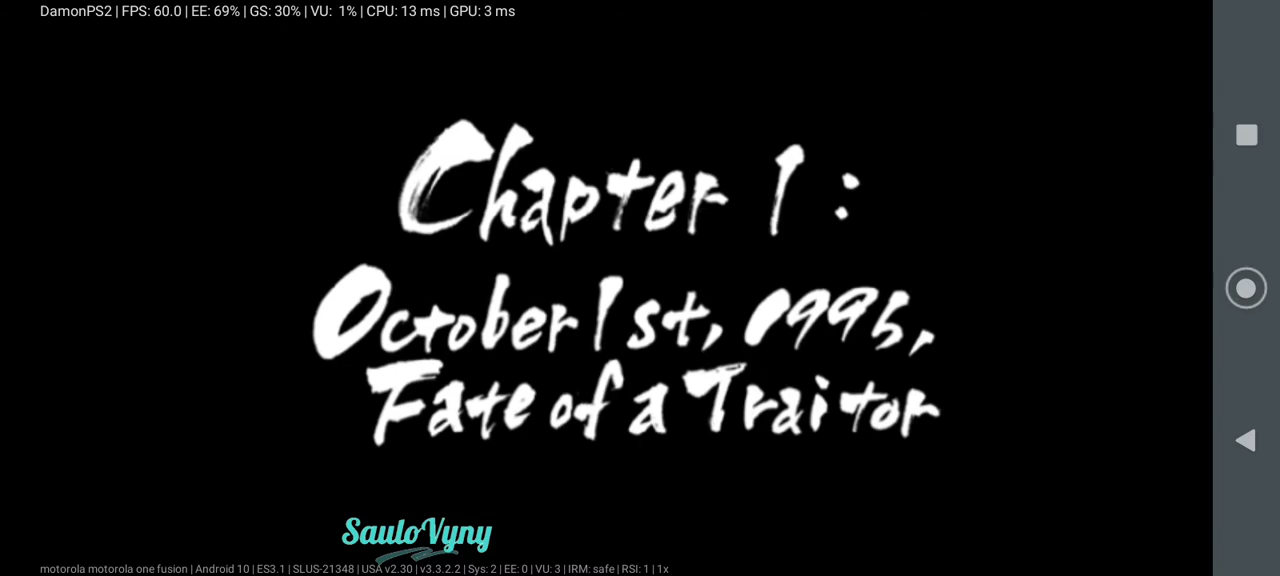 DamonPS2 | FPS: 60.0 | EE: 69% | GS: 30% | VU: 1% | CPU: 13 ms | GPU: 3 ms
Chapter 1 :
October 1st, 0995,
Fate of a Traitor
SauloVyny
motorola motorola one fusion | Android 10 | ES3.1 | SLUS-21348 | USA v2.30 | v3.3.2.2 | Sys: 2 | EE: 0 | VU: 3 | IRM: safe | RSI: 1 | 1x